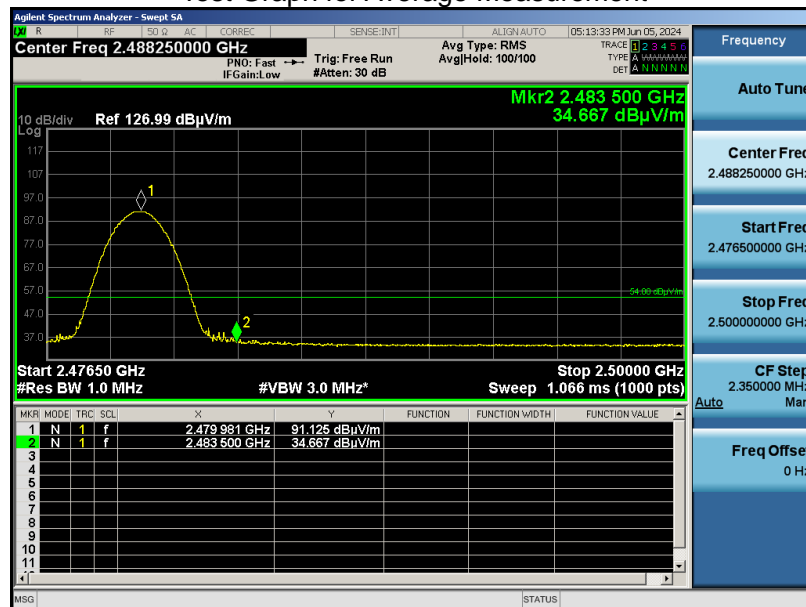 Test Graph for Average Measurement
Agilent Spectrum Analyzer - Swept SA
LXI R RF 50 Ω AC CORREC SENSE:INT ALIGN AUTO 05:13:33 PM Jun 05, 2024
Center Freq 2.488250000 GHz
PNO: Fast
IFGain:Low
Trig: Free Run
#Atten: 30 dB
Avg Type: RMS
Avg|Hold: 100/100
TRACE 1 2 3 4 5 6
TYPE A
DET A N N N N N
Mkr2 2.483 500 GHz
34.667 dBµV/m
10 dB/div Ref 126.99 dBµV/m
Log
117
107
97.0
87.0
77.0
67.0
57.0
47.0
37.0
1
2
54.00 dBµV/m
Start 2.47650 GHz Stop 2.50000 GHz
#Res BW 1.0 MHz #VBW 3.0 MHz* Sweep 1.066 ms (1000 pts)
MKR MODE TRC SCL X Y FUNCTION FUNCTION WIDTH FUNCTION VALUE
1 N 1 f 2.479 981 GHz 91.125 dBµV/m
2 N 1 f 2.483 500 GHz 34.667 dBµV/m
3
4
5
6
7
8
9
10
11
MSG STATUS
Frequency
Auto Tune
Center Freq
2.488250000 GHz
Start Freq
2.476500000 GHz
Stop Freq
2.500000000 GHz
CF Step
2.350000 MHz
Auto Man
Freq Offset
0 Hz